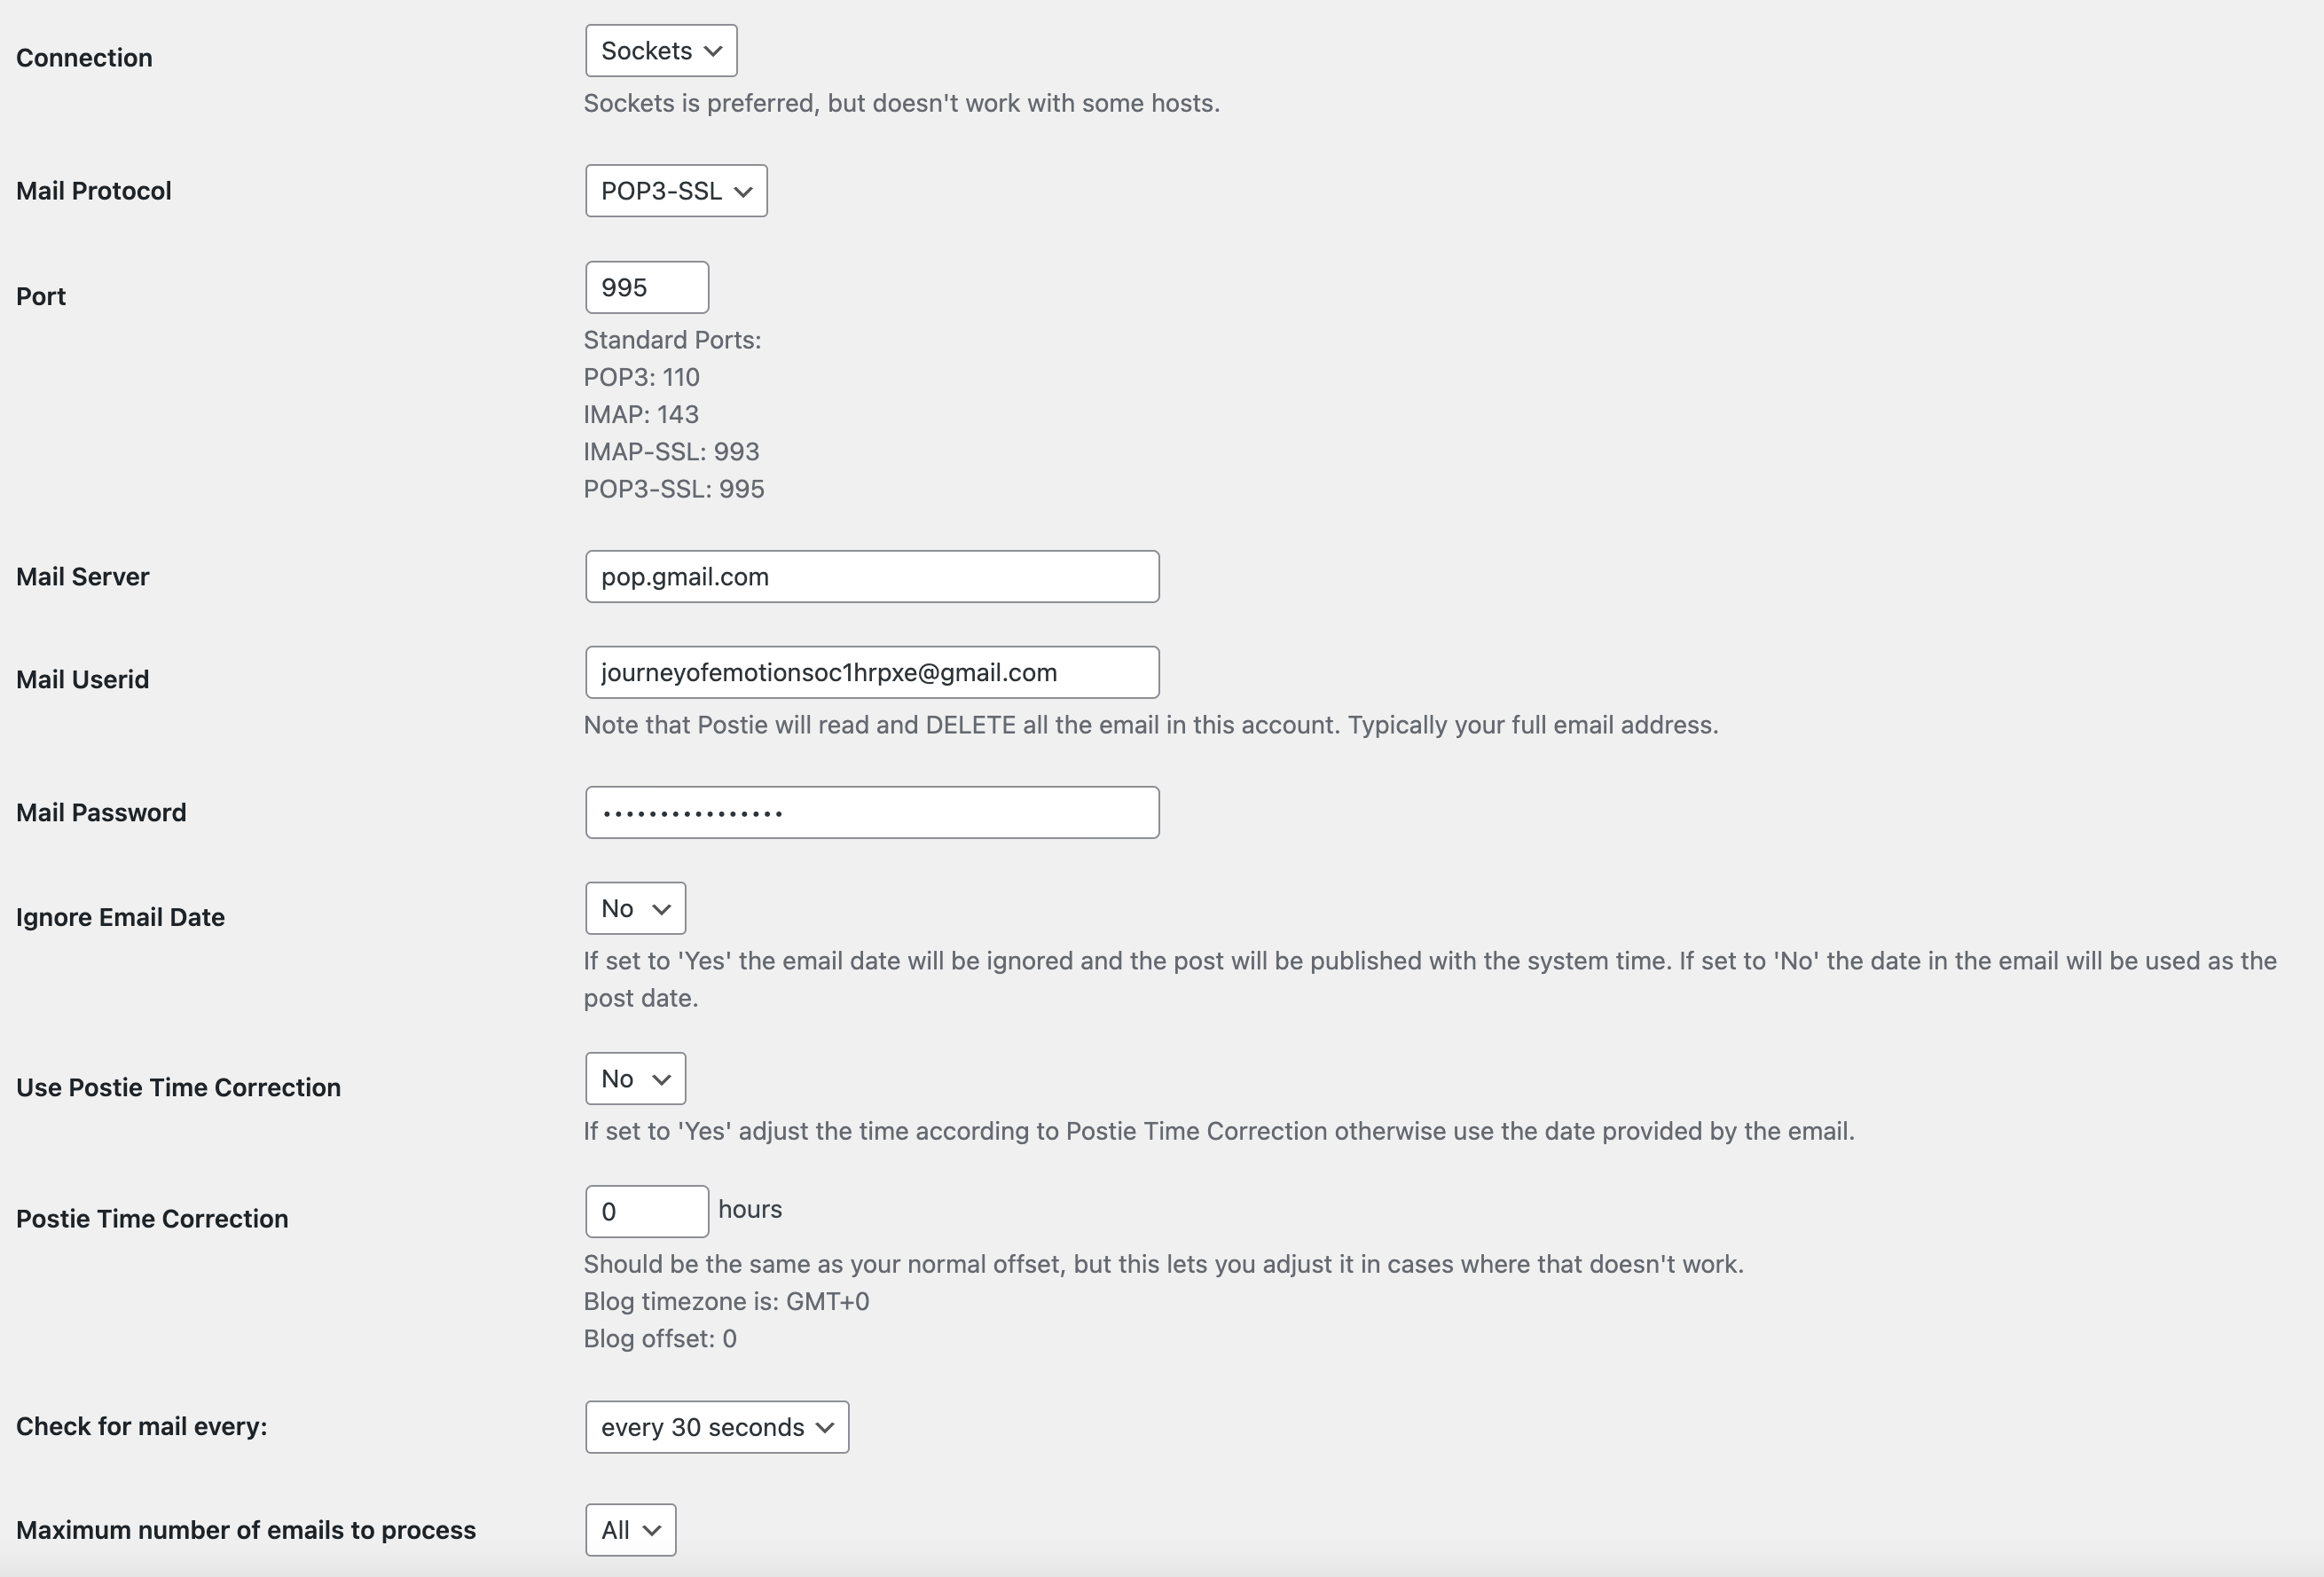 Connection
Sockets
Sockets is preferred, but doesn't work with some hosts.
Mail Protocol
POP3-SSL
Port
995
Standard Ports:
POP3: 110
IMAP: 143
IMAP-SSL: 993
POP3-SSL: 995
Mail Server
pop.gmail.com
Mail Userid
journeyofemotionsoc1hrpxe@gmail.com
Note that Postie will read and DELETE all the email in this account. Typically your full email address.
Mail Password
••••••••••••••••
Ignore Email Date
No
If set to 'Yes' the email date will be ignored and the post will be published with the system time. If set to 'No' the date in the email will be used as the
post date.
Use Postie Time Correction
No
If set to 'Yes' adjust the time according to Postie Time Correction otherwise use the date provided by the email.
Postie Time Correction
0 hours
Should be the same as your normal offset, but this lets you adjust it in cases where that doesn't work.
Blog timezone is: GMT+0
Blog offset: 0
Check for mail every:
every 30 seconds
Maximum number of emails to process
All